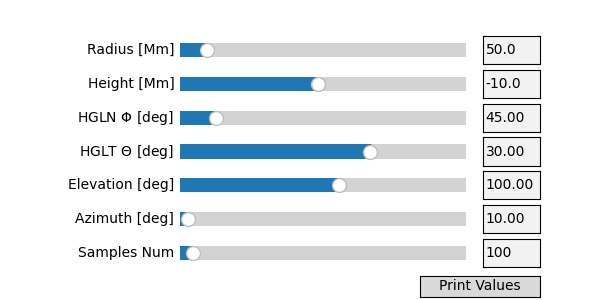 Radius [Mm] 50.0
Height [Mm] -10.0
HGLN Φ [deg] 45.00
HGLT Θ [deg] 30.00
Elevation [deg] 100.00
Azimuth [deg] 10.00
Samples Num 100
Print Values